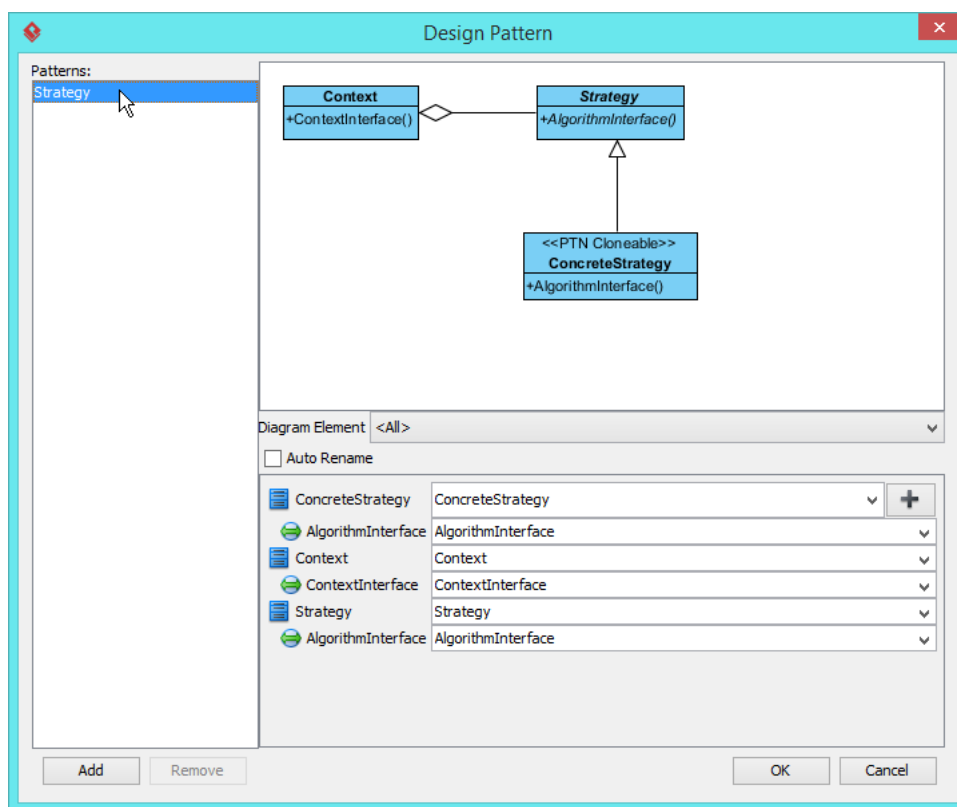 Design Pattern
Patterns:
Strategy
Context
+ContextInterface()
Strategy
+AlgorithmInterface()
<<PTN Cloneable>>
ConcreteStrategy
+AlgorithmInterface()
Diagram Element <All>
Auto Rename
ConcreteStrategy ConcreteStrategy
AlgorithmInterface AlgorithmInterface
Context Context
ContextInterface ContextInterface
Strategy Strategy
AlgorithmInterface AlgorithmInterface
Add Remove OK Cancel